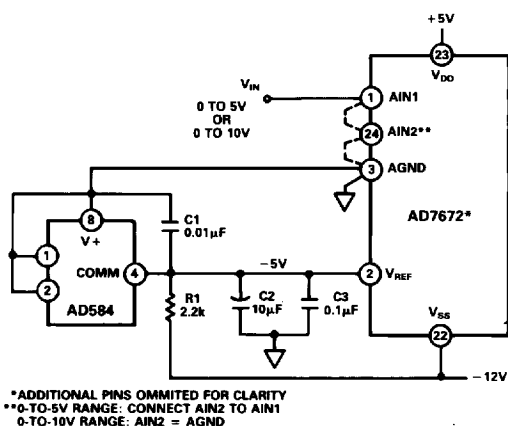 +5V
23
VDD
VIN
0 TO 5V
OR
0 TO 10V
1 AIN1
24 AIN2**
3 AGND
AD7672*
8
V+
C1
0.01µF
1
2
COMM 4
AD584
−5V
2 VREF
R1
2.2k
C2
10µF
C3
0.1µF
VSS
22
−12V
*ADDITIONAL PINS OMMITED FOR CLARITY
**0-TO-5V RANGE: CONNECT AIN2 TO AIN1
0-TO-10V RANGE: AIN2 = AGND